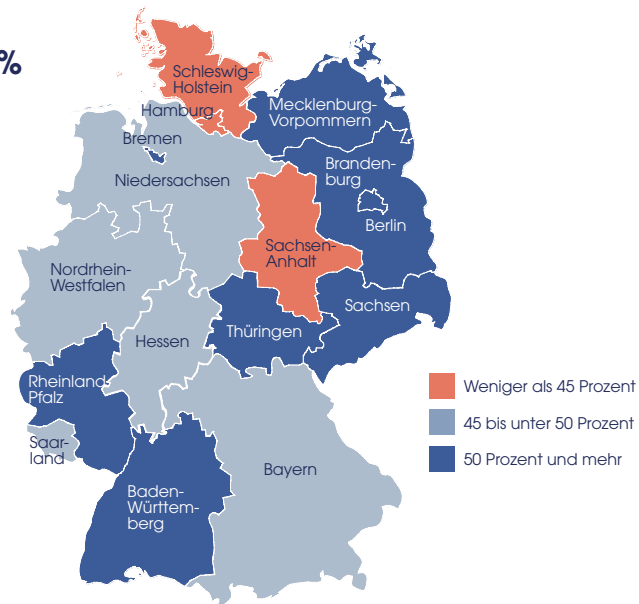 %
Schleswig-
Holstein
Hamburg
Mecklenburg-
Vorpommern
Bremen
Niedersachsen
Branden-
burg
Berlin
Sachsen-
Anhalt
Nordrhein-
Westfalen
Sachsen
Thüringen
Hessen
Rheinland
Pfalz
Saar-
land
Bayern
Baden-
Württem-
berg
Weniger als 45 Prozent
45 bis unter 50 Prozent
50 Prozent und mehr